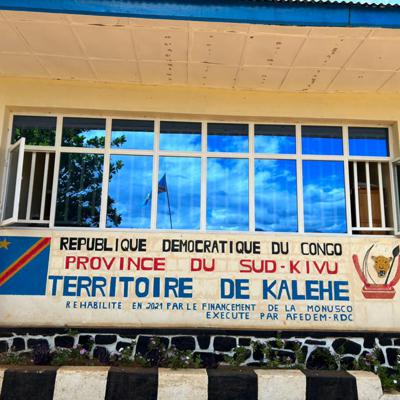 REPUBLIQUE DEMOCRATIQUE DU CONGO
PROVINCE DU SUD-KIVU
TERRITOIRE DE KALEHE
REHABILITE EN 2021 PAR LE FINANCEMENT DE LA MONUSCO
EXECUTE PAR AFEDEM-RDC